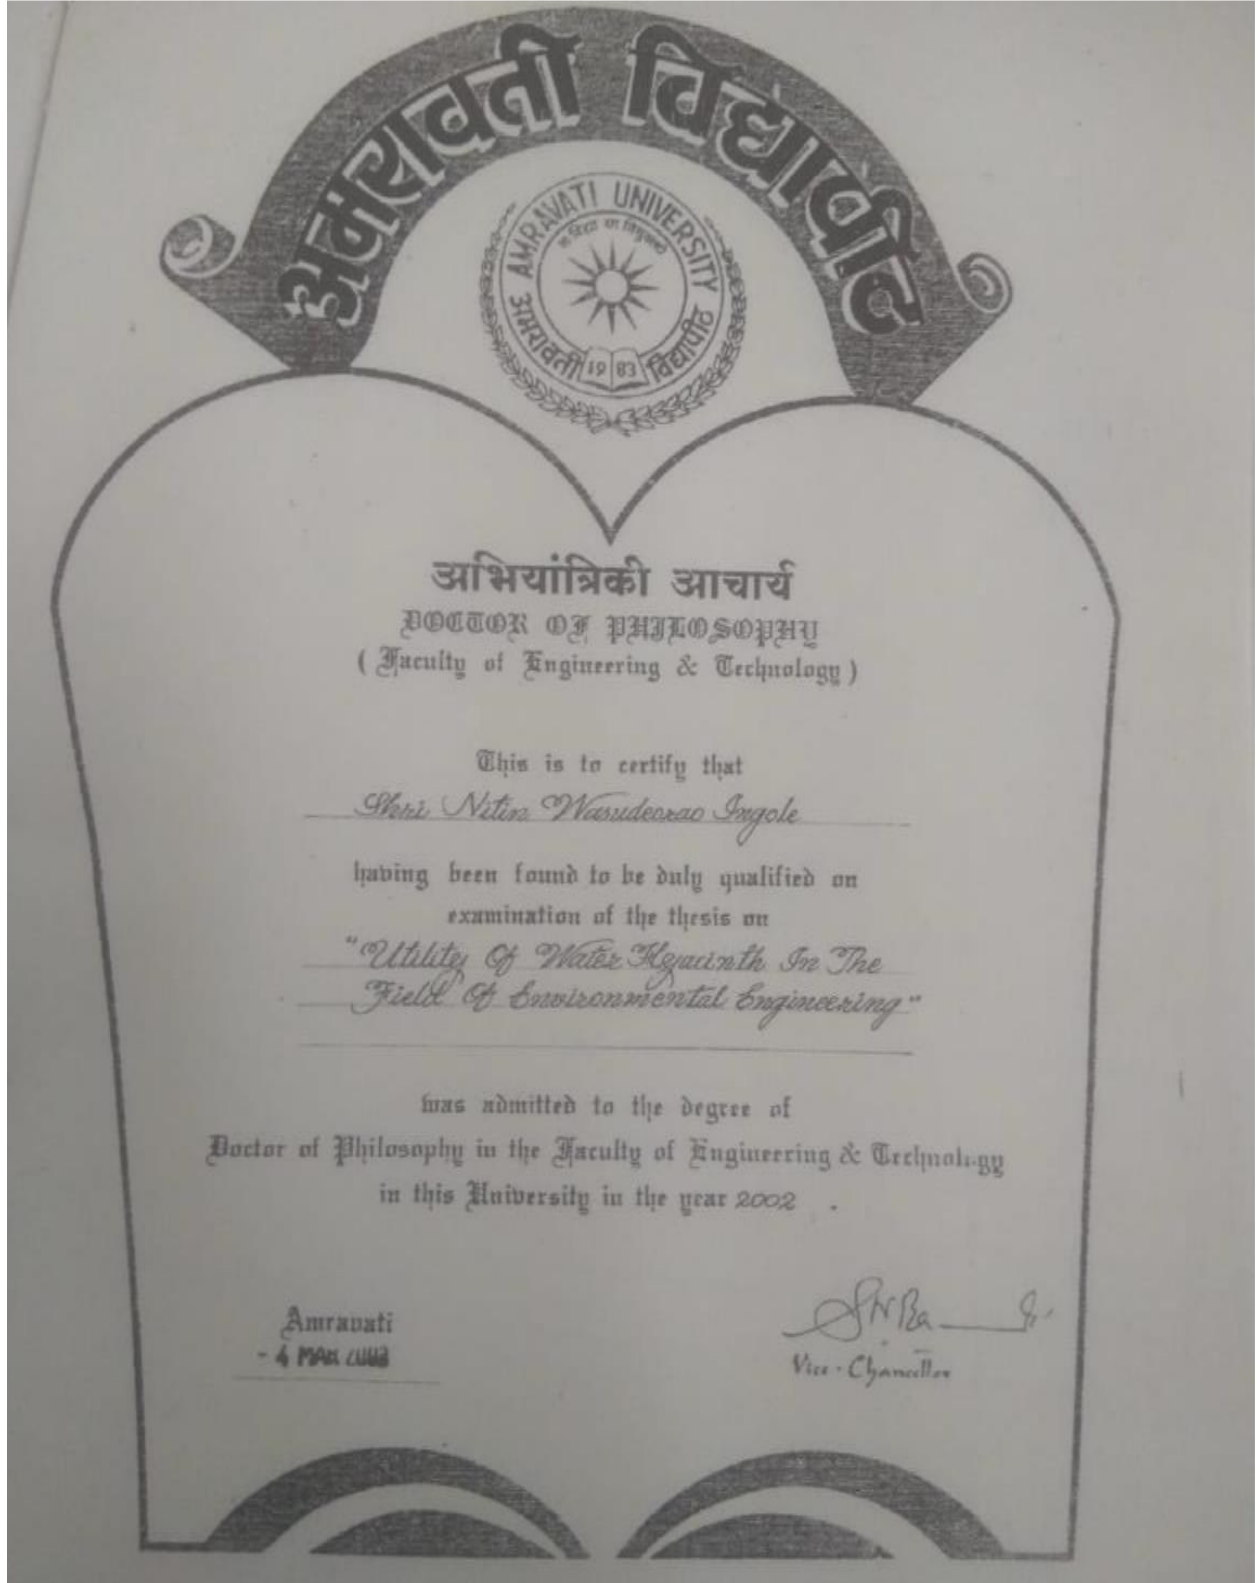 अमरावती विद्यापीठ
AMRAVATI UNIVERSITY
अमरावती विद्यापीठ
19 83
अभियांत्रिकी आचार्य
DOCTOR OF PHILOSOPHY
( Faculty of Engineering & Technology )
This is to certify that
Shri Nitin Wasudeorao Ingole
having been found to be duly qualified on
examination of the thesis on
"Utility Of Water Hyacinth In The
Field Of Environmental Engineering"
was admitted to the degree of
Doctor of Philosophy in the Faculty of Engineering & Technology
in this University in the year 2002 .
Amravati
- 4 MAR 2003
Vice - Chancellor